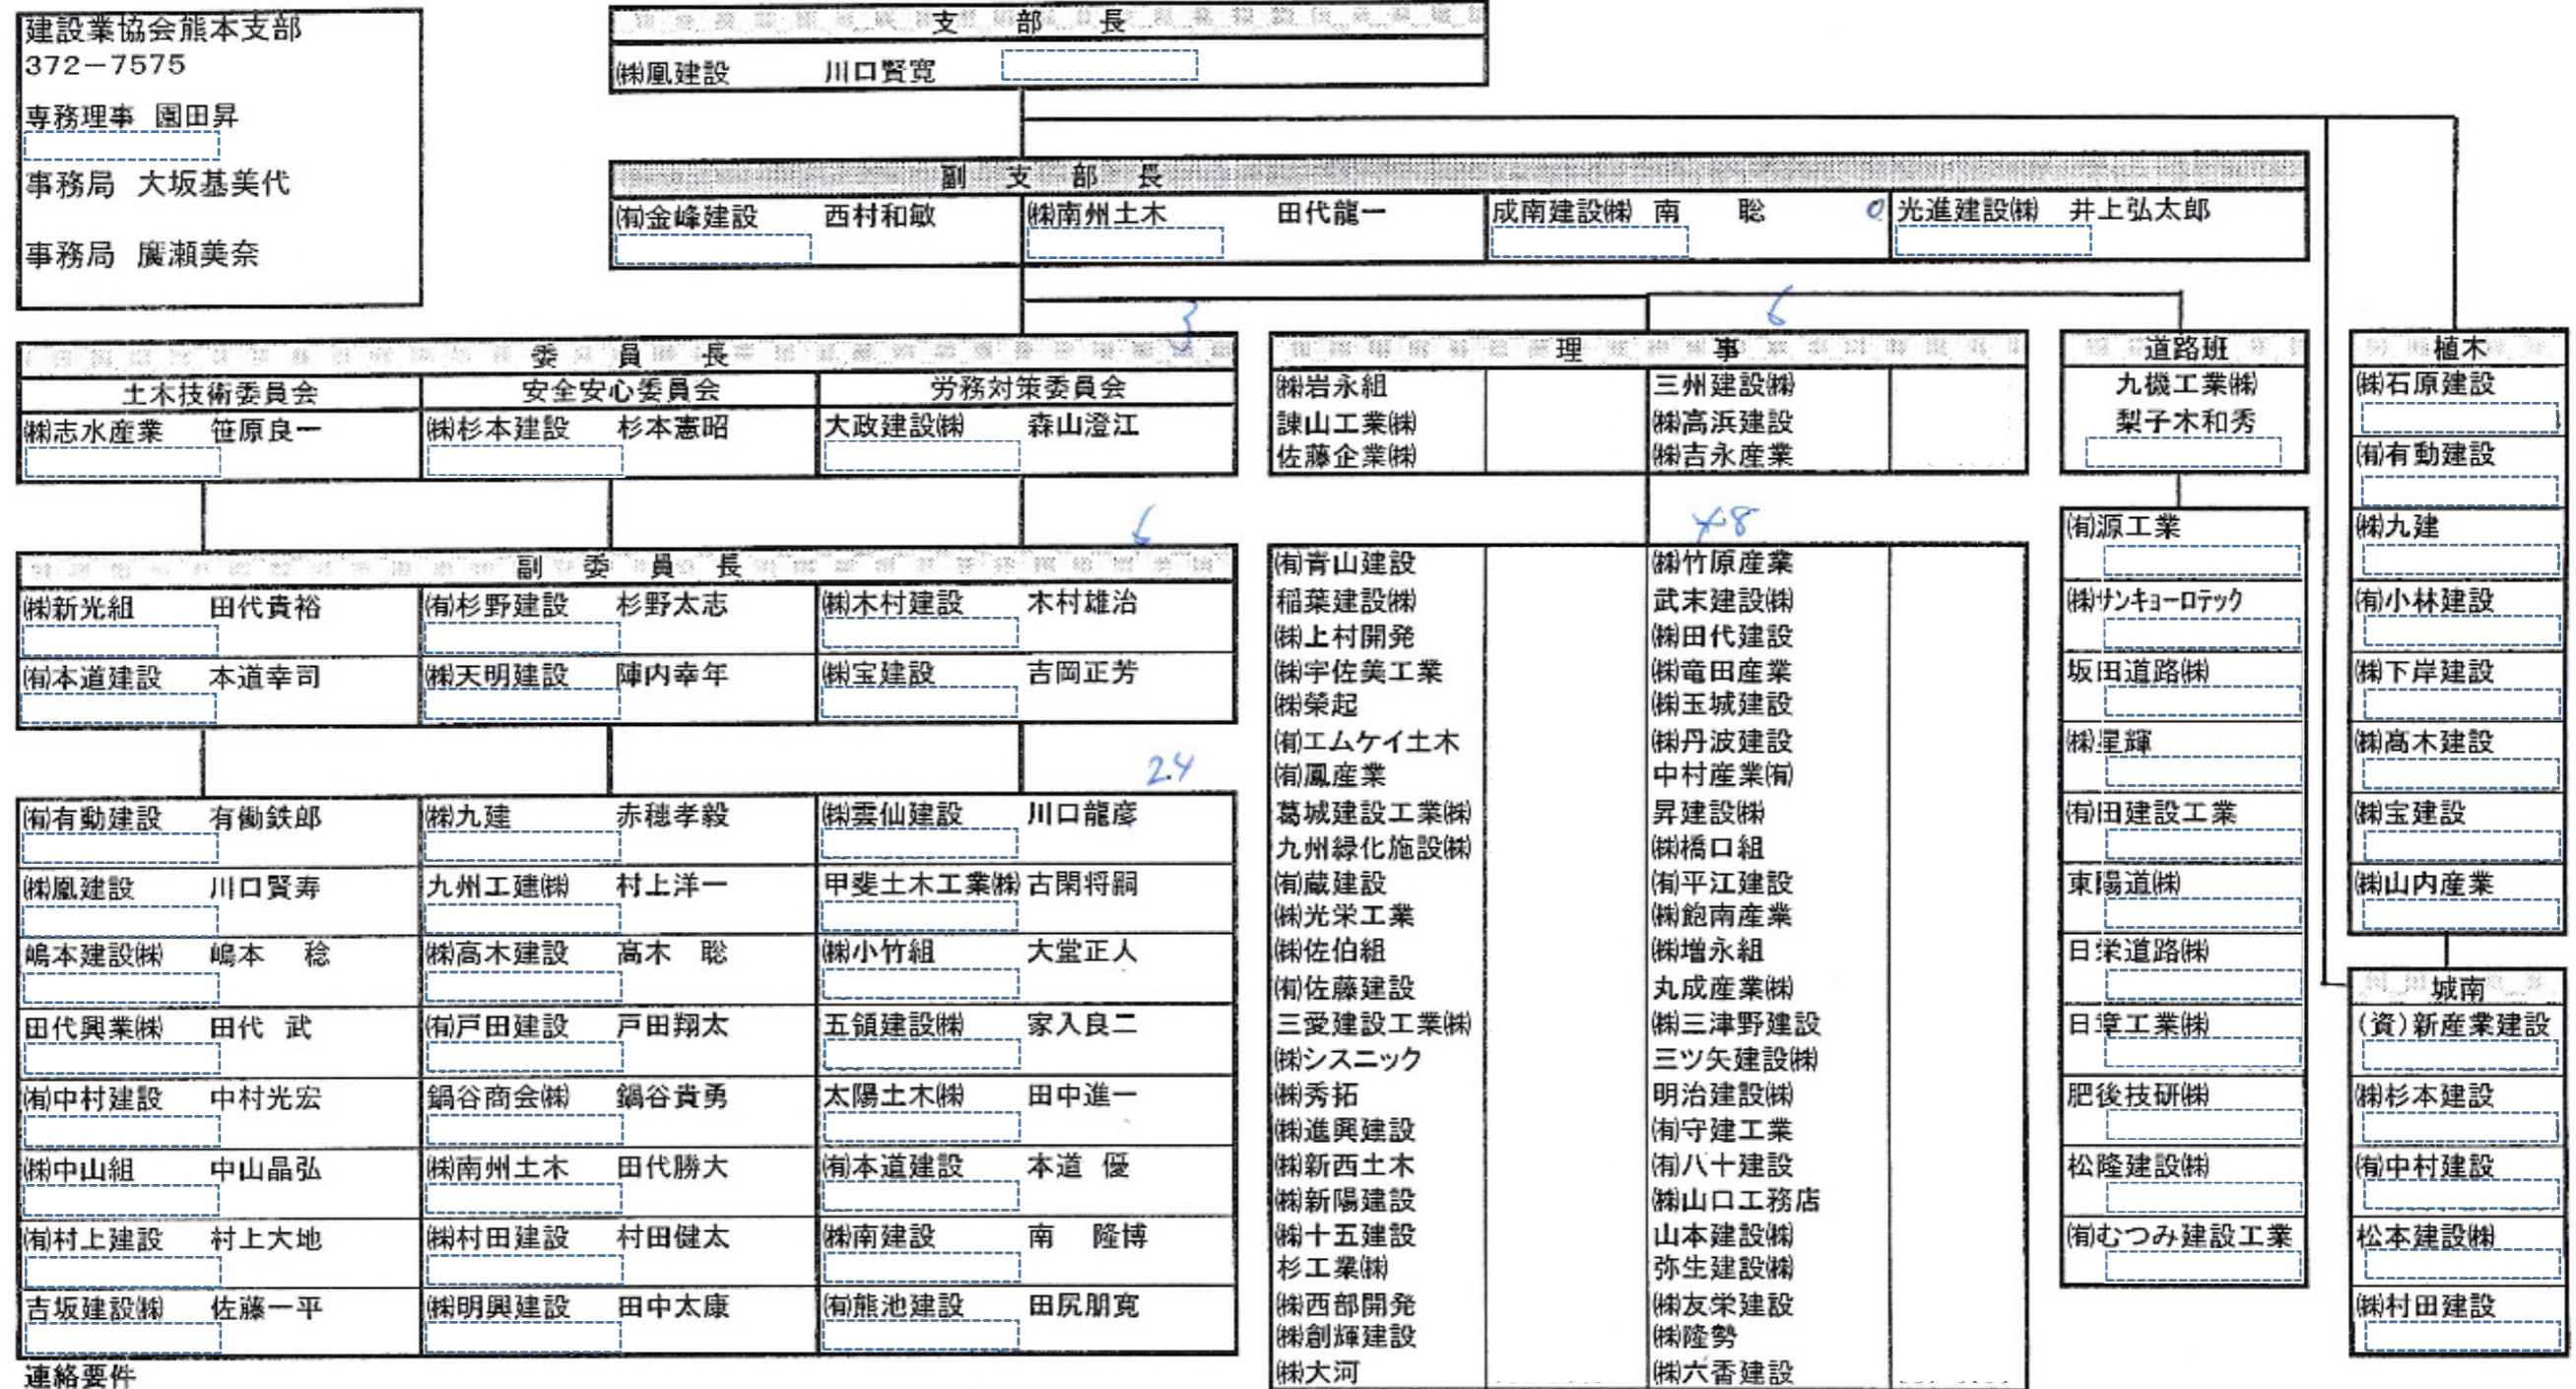 建設業協会熊本支部
372-7575
専務理事 園田昇
事務局 大坂基美代
事務局 廣瀬美奈
支部長
㈱凰建設 川口賢寛
副支部長
㈲金峰建設 西村和敏
㈱南州土木 田代龍一
成南建設㈱ 南 聡
光進建設㈱ 井上弘太郎
3
6
委員長
土木技術委員会 安全安心委員会 労務対策委員会
㈱志水産業 笹原良一
㈱杉本建設 杉本憲昭
大政建設㈱ 森山澄江
6
副委員長
㈱新光組 田代貴裕
㈲杉野建設 杉野太志
㈱木村建設 木村雄治
㈲本道建設 本道幸司
㈱天明建設 陣内幸年
㈱宝建設 吉岡正芳
24
㈲有動建設 有働鉄郎
㈱九建 赤穂孝毅
㈱雲仙建設 川口龍彦
㈱凰建設 川口賢寿
九州工建㈱ 村上洋一
甲斐土木工業㈱ 古閑将嗣
嶋本建設㈱ 嶋本 稔
㈱高木建設 高木 聡
㈱小竹組 大堂正人
田代興業㈱ 田代 武
㈲戸田建設 戸田翔太
五領建設㈱ 家入良二
㈲中村建設 中村光宏
鍋谷商会㈱ 鍋谷貴勇
太陽土木㈱ 田中進一
㈱中山組 中山晶弘
㈱南州土木 田代勝大
㈲本道建設 本道 優
㈲村上建設 村上大地
㈱村田建設 村田健太
㈱南建設 南 隆博
吉坂建設㈱ 佐藤一平
㈱明興建設 田中太康
㈲熊池建設 田尻朋寛
連絡要件
理事
㈱岩永組 三州建設㈱
諫山工業㈱ ㈱高浜建設
佐藤企業㈱ ㈱吉永産業
48
㈲青山建設 ㈱竹原産業
稲葉建設㈱ 武末建設㈱
㈱上村開発 ㈱田代建設
㈱宇佐美工業 ㈱竜田産業
㈱榮起 ㈱玉城建設
㈲エムケイ土木 ㈱丹波建設
㈲鳳産業 中村産業㈲
葛城建設工業㈱ 昇建設㈱
九州緑化施設㈱ ㈱橋口組
㈲蔵建設 ㈲平江建設
㈱光栄工業 ㈱飽南産業
㈱佐伯組 ㈱増永組
㈲佐藤建設 丸成産業㈱
三愛建設工業㈱ ㈱三津野建設
㈱シスニック 三ツ矢建設㈱
㈱秀拓 明治建設㈱
㈱進興建設 ㈲守建工業
㈱新西土木 ㈲八十建設
㈱新陽建設 ㈱山口工務店
㈱十五建設 山本建設㈱
杉工業㈱ 弥生建設㈱
㈱西部開発 ㈱友栄建設
㈱創輝建設 ㈱隆勢
㈱大河 ㈱六番建設
道路班
九機工業㈱
梨子木和秀
㈲源工業
㈱サンキョーロテック
坂田道路㈱
㈱星輝
㈲田建設工業
東陽道㈱
日栄道路㈱
日章工業㈱
肥後技研㈱
松隆建設㈱
㈲むつみ建設工業
植木
㈱石原建設
㈲有動建設
㈱九建
㈲小林建設
㈱下岸建設
㈱髙木建設
㈱宝建設
㈱山内産業
城南
(資)新産業建設
㈱杉本建設
㈲中村建設
松本建設㈱
㈱村田建設